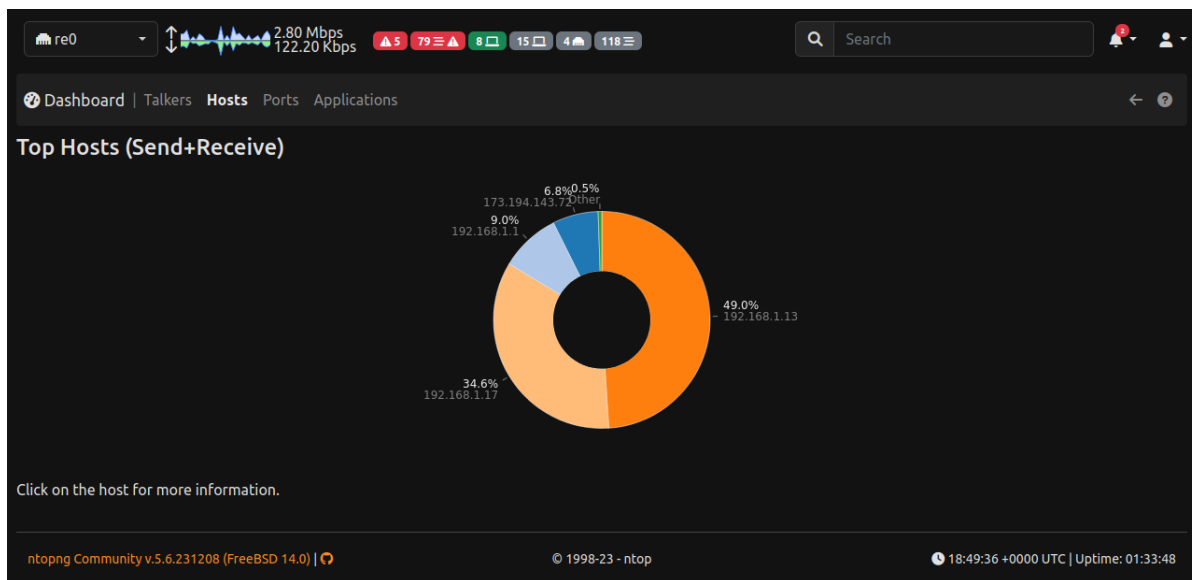 re0
2.80 Mbps
122.20 Kbps
5
79
8
15
4
118
Search
2
Dashboard | Talkers Hosts Ports Applications
Top Hosts (Send+Receive)
6.8%
173.194.143.72
0.5%
Other
9.0%
192.168.1.1
49.0%
192.168.1.13
34.6%
192.168.1.17
Click on the host for more information.
ntopng Community v.5.6.231208 (FreeBSD 14.0) |
© 1998-23 - ntop
18:49:36 +0000 UTC | Uptime: 01:33:48